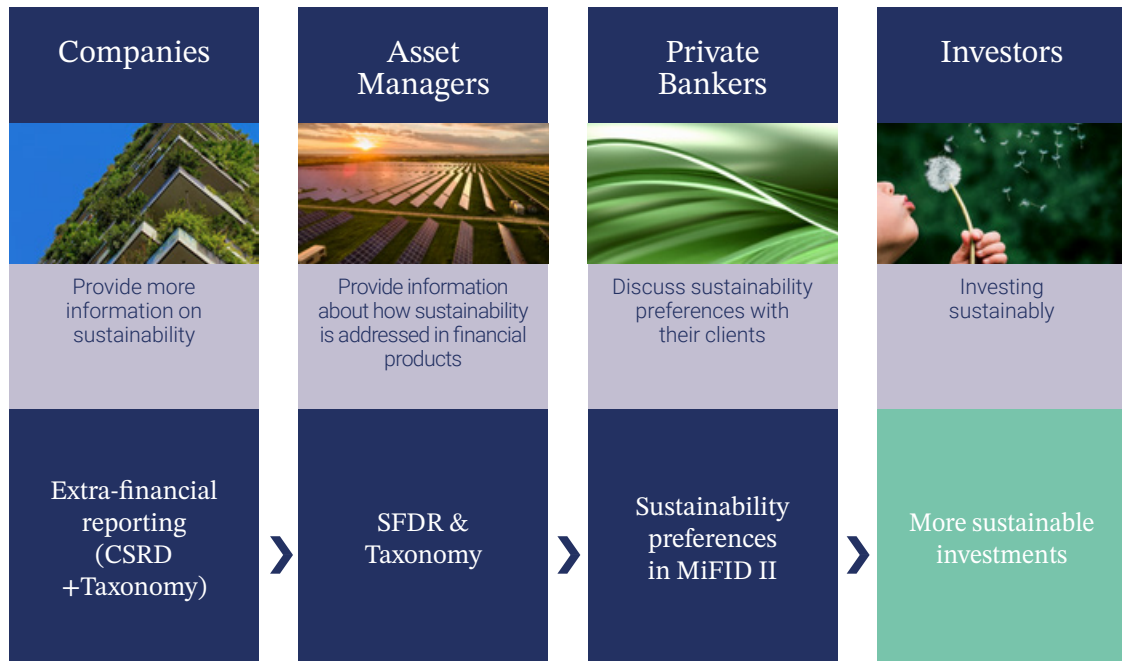 Companies
Provide more
information on
sustainability
Extra-financial
reporting
(CSRD
+Taxonomy)
Asset
Managers
Provide information
about how sustainability
is addressed in financial
products
SFDR &
Taxonomy
Private
Bankers
Discuss sustainability
preferences with
their clients
Sustainability
preferences
in MiFID II
Investors
Investing
sustainably
More sustainable
investments